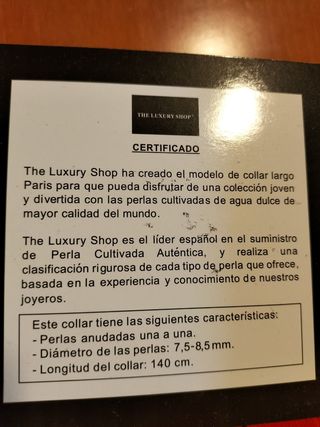 THE LUXURY SHOP
CERTIFICADO
The Luxury Shop ha creado el modelo de collar largo
Paris para que pueda disfrutar de una colección joven
y divertida con las perlas cultivadas de agua dulce de
mayor calidad del mundo.
The Luxury Shop es el líder español en el suministro
de Perla Cultivada Auténtica, y realiza una
clasificación rigurosa de cada tipo de perla que ofrece,
basada en la experiencia y conocimiento de nuestros
joyeros.
Este collar tiene las siguientes características:
- Perlas anudadas una a una.
- Diámetro de las perlas: 7,5-8,5 mm.
- Longitud del collar: 140 cm.